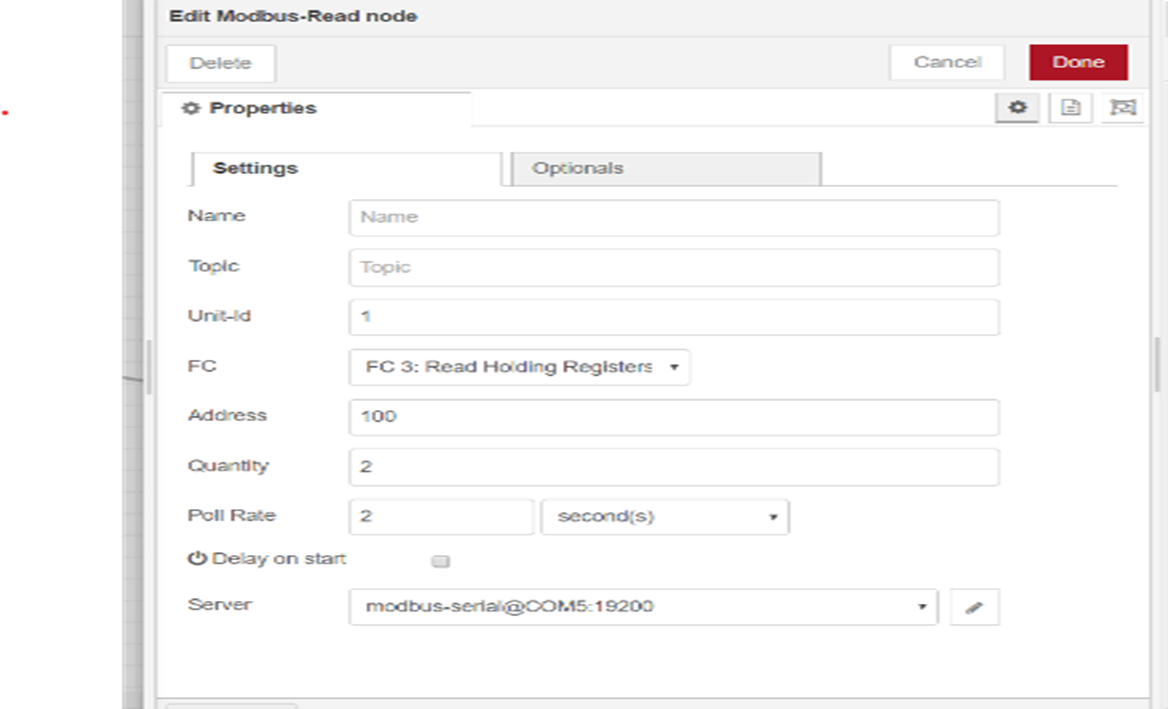 Edit Modbus-Read node
Delete Cancel Done
Properties
Settings Optionals
Name Name
Topic Topic
Unit-Id 1
FC FC 3: Read Holding Registers
Address 100
Quantity 2
Poll Rate 2 second(s)
Delay on start
Server modbus-serial@COM5:19200